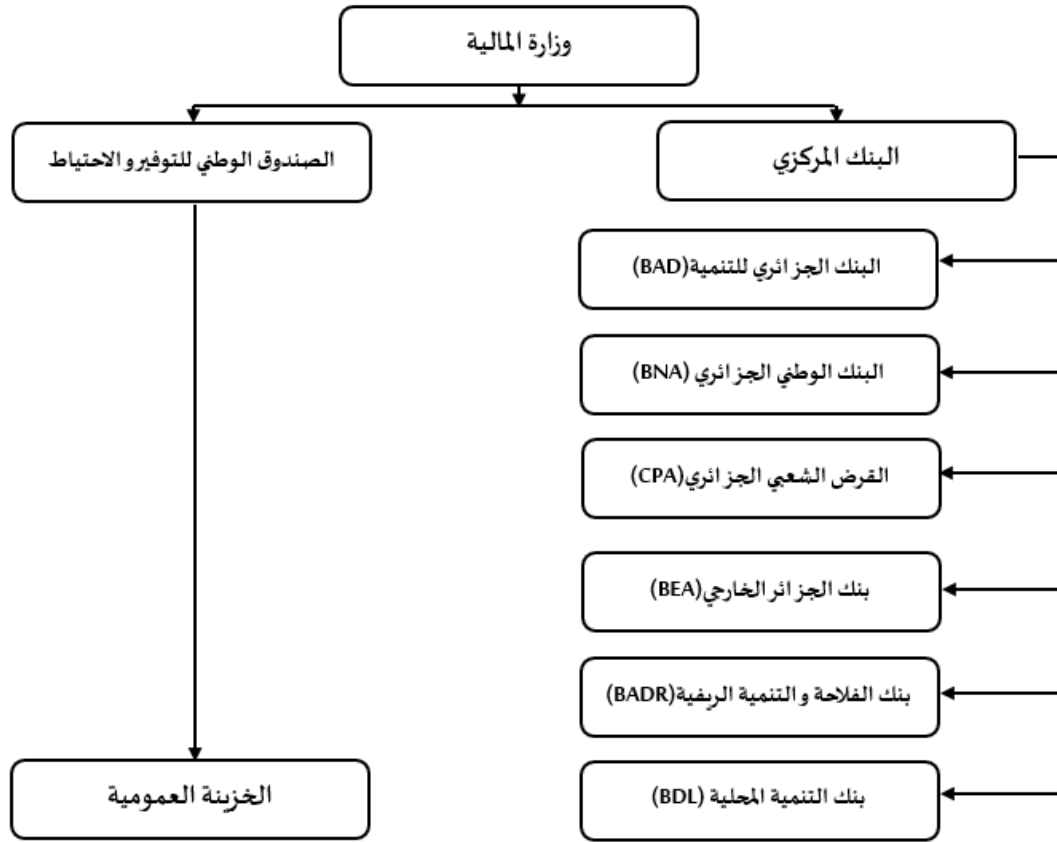 وزارة المالية
البنك المركزي
الصندوق الوطني للتوفير و الاحتياط
البنك الجزائري للتنمية(BAD)
البنك الوطني الجزائري (BNA)
القرض الشعبي الجزائري(CPA)
بنك الجزائر الخارجي(BEA)
بنك الفلاحة و التنمية الريفية(BADR)
بنك التنمية المحلية (BDL)
الخزينة العمومية